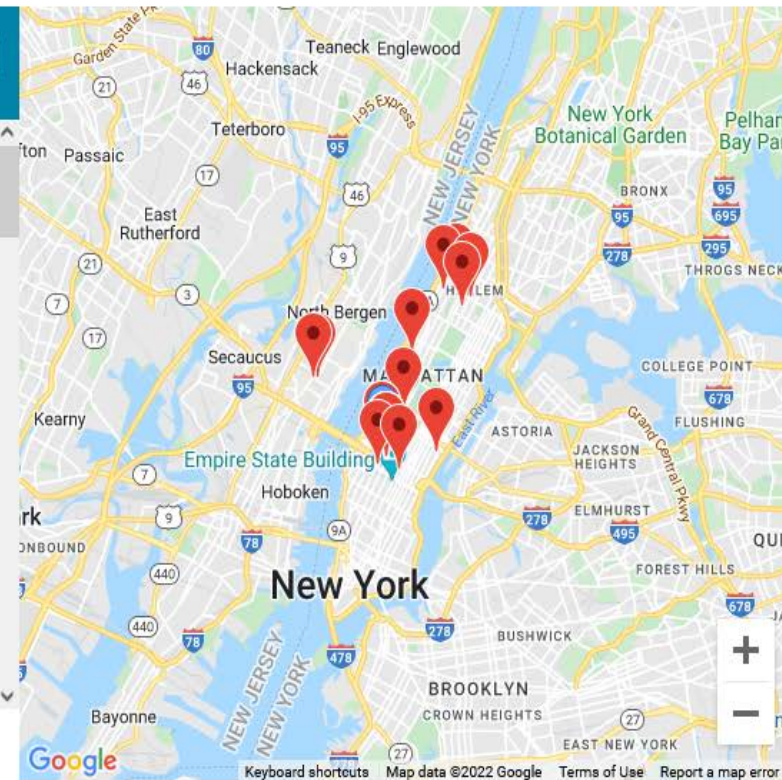 Garden State Pk
80
Teaneck
Englewood
Hackensack
46
21
I-95 Express
Teterboro
95
NEW JERSEY
NEW YORK
New York
Botanical Garden
Pelham
Bay Pa
fton
Passaic
17
46
BRONX
95
95
695
East
Rutherford
9
278
295
21
THROGS NECK
7
3
North Bergen
HARLEM
17
Secaucus
95
MANHATTAN
COLLEGE POINT
678
Kearny
East River
ASTORIA
FLUSHING
Grand Central Pkwy
JACKSON
HEIGHTS
Empire State Building
7
Hoboken
ELMHURST
rk
9
9A
278
495
ONBOUND
78
QUE
440
New York
FOREST HILLS
678
440
78
278
BUSHWICK
478
NEW JERSEY
NEW YORK
BROOKLYN
Bayonne
CROWN HEIGHTS
27
EAST NEW YORK
27
Google
Keyboard shortcuts
Map data ©2022 Google
Terms of Use
Report a map error